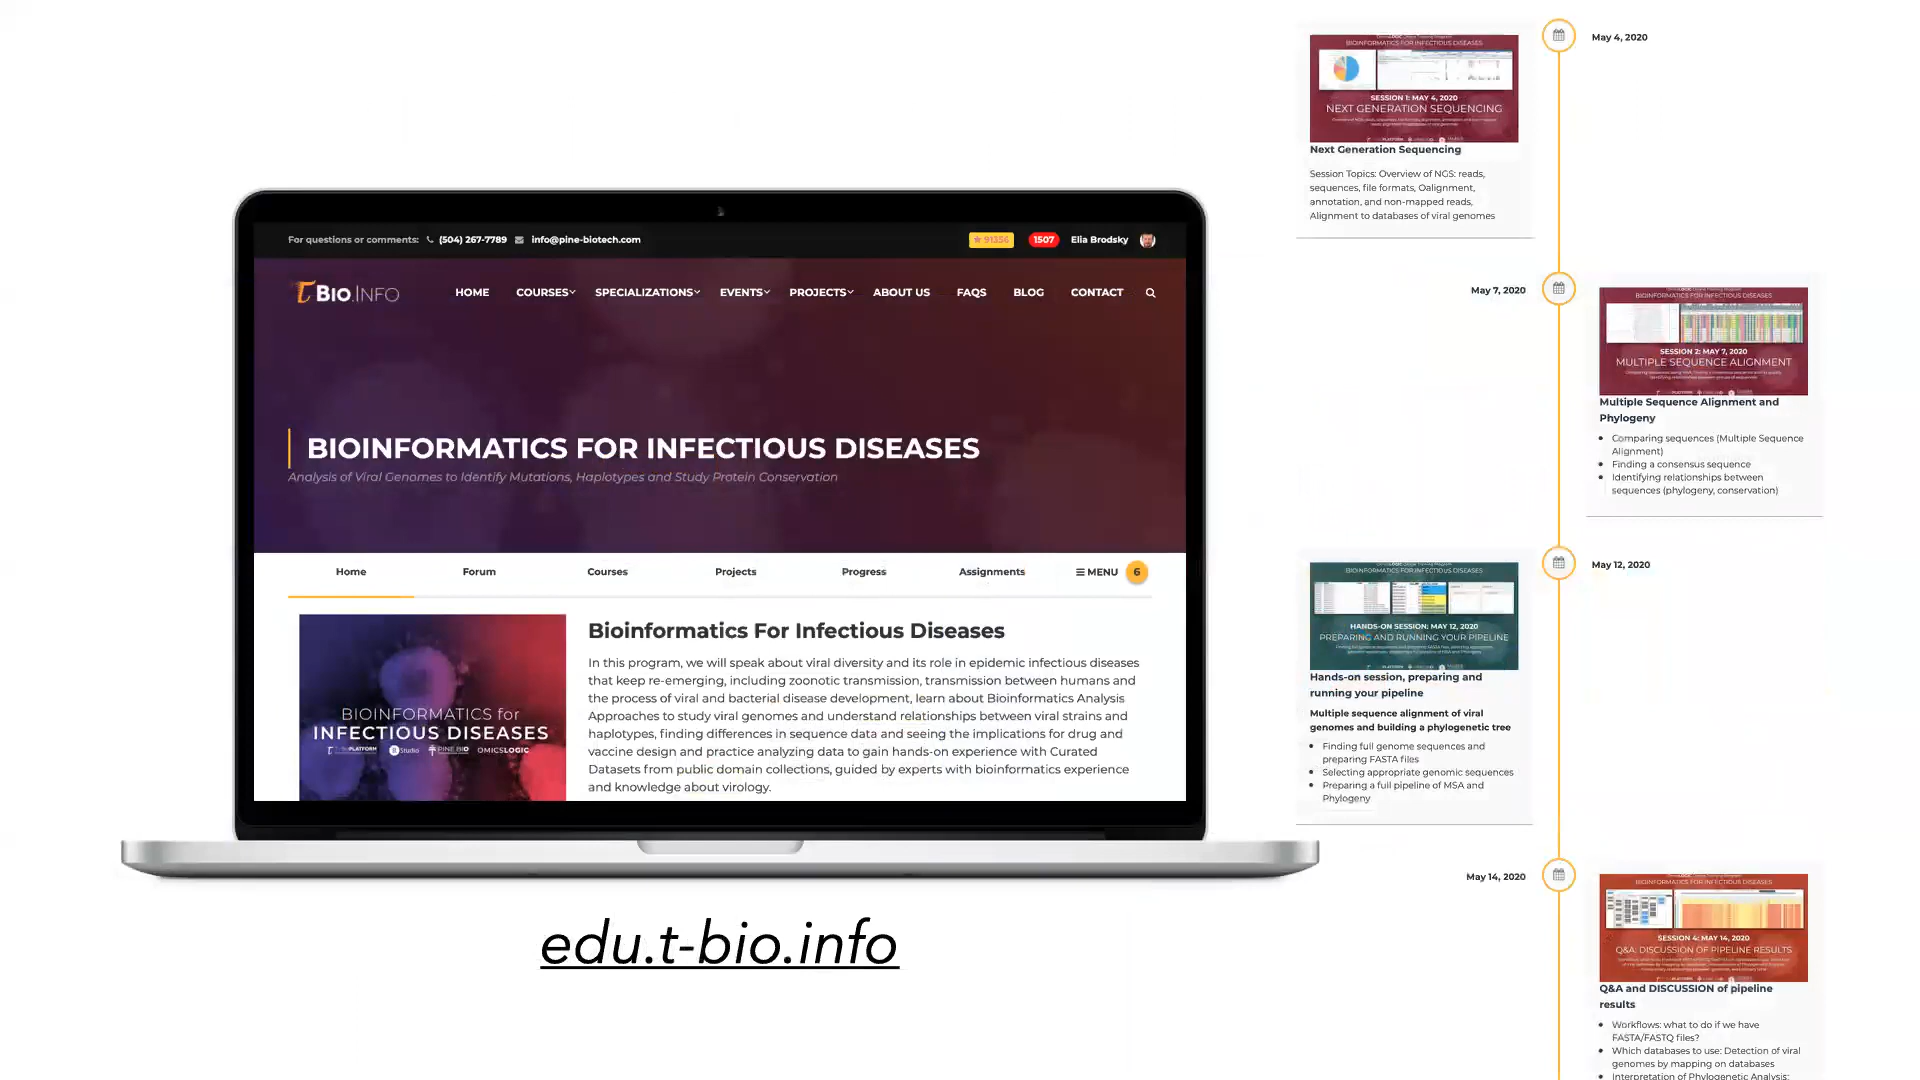 For questions or comments: (504) 267-7789 info@pine-biotech.com
91356 1507 Elia Brodsky
BIO.INFO
HOME COURSES SPECIALIZATIONS EVENTS PROJECTS ABOUT US FAQS BLOG CONTACT
BIOINFORMATICS FOR INFECTIOUS DISEASES
Analysis of Viral Genomes to Identify Mutations, Haplotypes and Study Protein Conservation
Home Forum Courses Projects Progress Assignments MENU 6
BIOINFORMATICS for
INFECTIOUS DISEASES
PLATFORM R Studio PINE BIO OMICSLOGIC
Bioinformatics For Infectious Diseases
In this program, we will speak about viral diversity and its role in epidemic infectious diseases
that keep re-emerging, including zoonotic transmission, transmission between humans and
the process of viral and bacterial disease development, learn about Bioinformatics Analysis
Approaches to study viral genomes and understand relationships between viral strains and
haplotypes, finding differences in sequence data and seeing the implications for drug and
vaccine design and practice analyzing data to gain hands-on experience with Curated
Datasets from public domain collections, guided by experts with bioinformatics experience
and knowledge about virology.
edu.t-bio.info
May 4, 2020
BIOINFORMATICS FOR INFECTIOUS DISEASES
SESSION 1: MAY 4, 2020
NEXT GENERATION SEQUENCING
Next Generation Sequencing
Session Topics: Overview of NGS: reads,
sequences, file formats, Oalignment,
annotation, and non-mapped reads,
Alignment to databases of viral genomes
May 7, 2020
BIOINFORMATICS FOR INFECTIOUS DISEASES
SESSION 2: MAY 7, 2020
MULTIPLE SEQUENCE ALIGNMENT
Multiple Sequence Alignment and
Phylogeny
Comparing sequences (Multiple Sequence
Alignment)
Finding a consensus sequence
Identifying relationships between
sequences (phylogeny, conservation)
May 12, 2020
BIOINFORMATICS FOR INFECTIOUS DISEASES
HANDS-ON SESSION: MAY 12, 2020
PREPARING AND RUNNING YOUR PIPELINE
Hands-on session, preparing and
running your pipeline
Multiple sequence alignment of viral
genomes and building a phylogenetic tree
Finding full genome sequences and
preparing FASTA files
Selecting appropriate genomic sequences
Preparing a full pipeline of MSA and
Phylogeny
May 14, 2020
BIOINFORMATICS FOR INFECTIOUS DISEASES
SESSION 4: MAY 14, 2020
Q&A: DISCUSSION OF PIPELINE RESULTS
Q&A and DISCUSSION of pipeline
results
Workflows: what to do if we have
FASTA/FASTQ files?
Which databases to use: Detection of viral
genomes by mapping on databases
Interpretation of Phylogenetic Analysis: